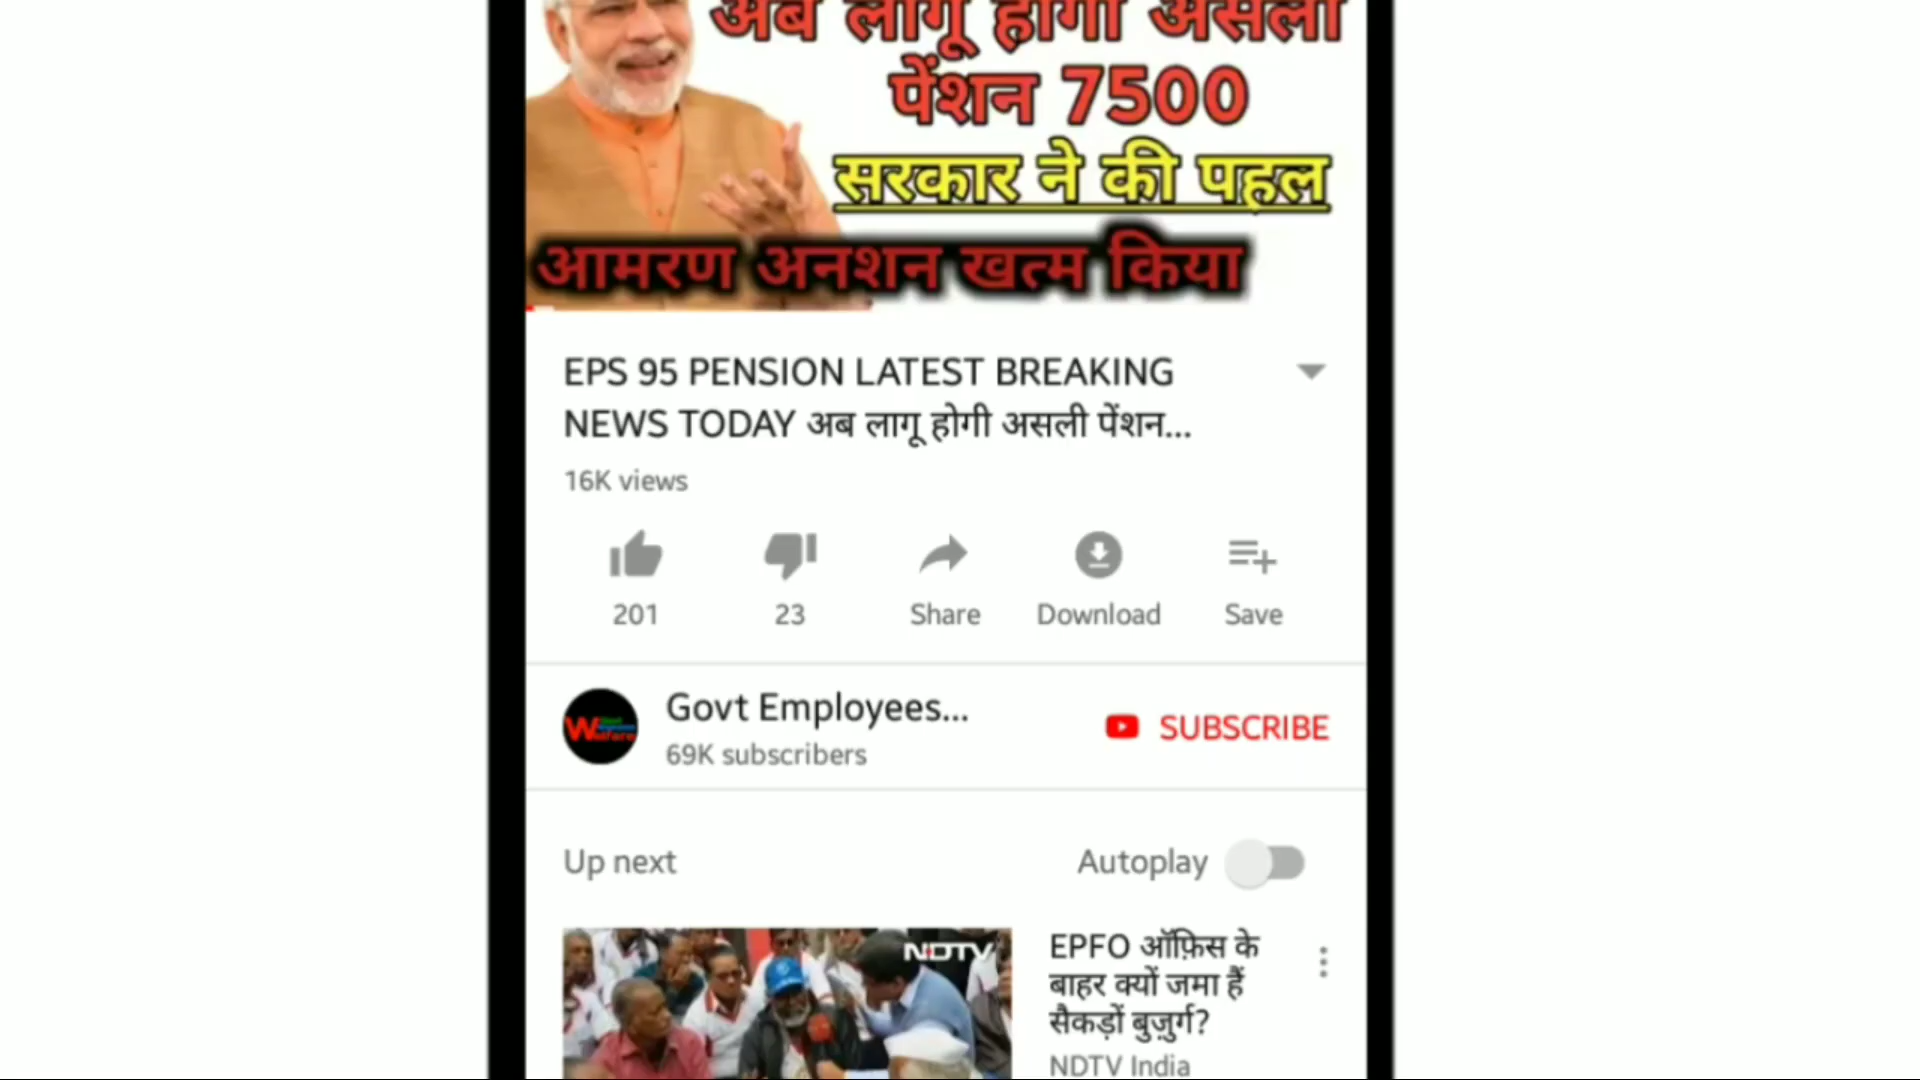 अब लागू होगी असली
पेंशन 7500
सरकार ने की पहल
आमरण अनशन खत्म किया
EPS 95 PENSION LATEST BREAKING
NEWS TODAY अब लागू होगी असली पेंशन...
16K views
201
23
Share
Download
Save
Govt Employees...
69K subscribers
SUBSCRIBE
Up next
Autoplay
NDTV
EPFO ऑफ़िस के
बाहर क्यों जमा हैं
सैकड़ों बुज़ुर्ग?
NDTV India